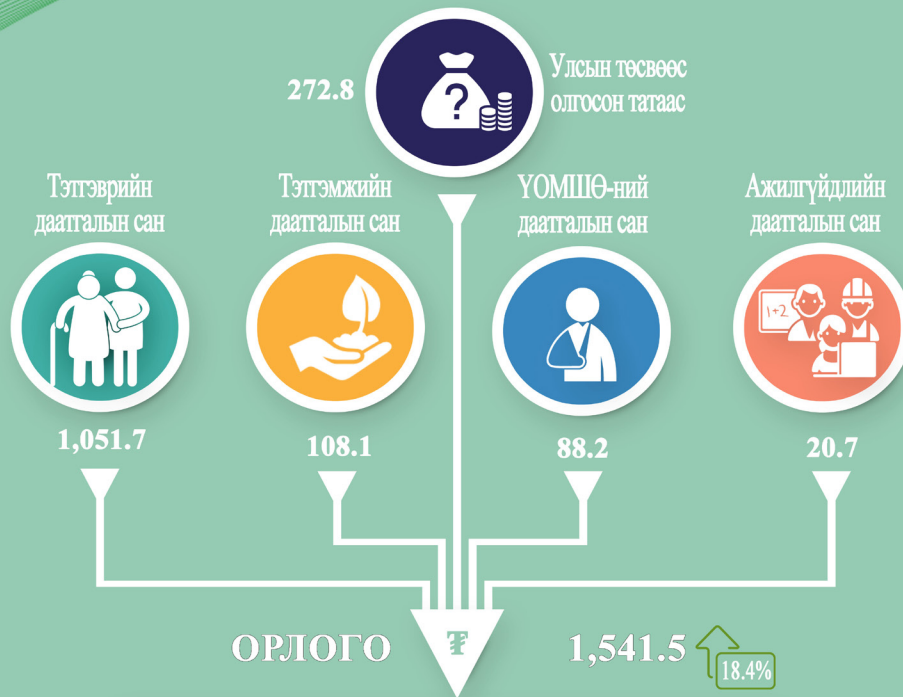 272.8
Улсын төсвөөс
олгосон татаас
Тэтгэврийн
даатгалын сан
Тэтгэмжийн
даатгалын сан
ҮОМШӨ-ний
даатгалын сан
Ажилгүйдлийн
даатгалын сан
?
1+2
1,051.7
108.1
88.2
20.7
ОРЛОГО ₮ 1,541.5
18.4%